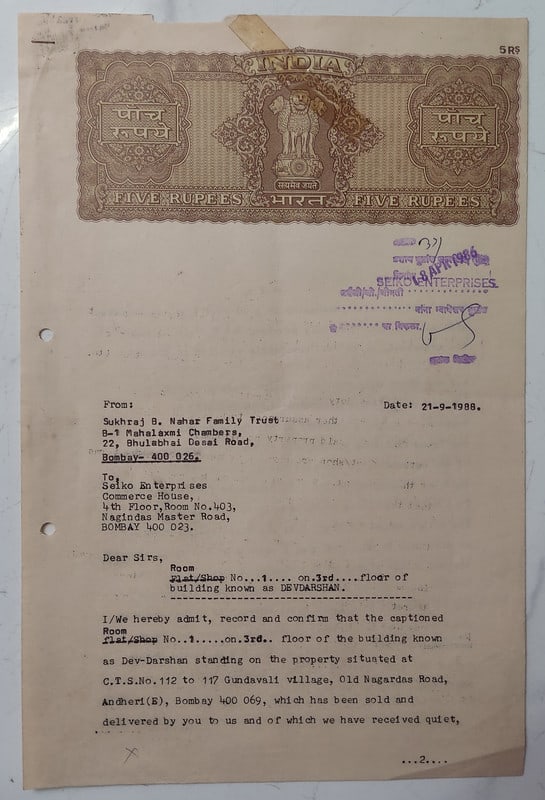 5 RS
INDIA
पाँच
रुपये
पाँच
रुपये
सत्यमेव जयते
FIVE RUPEES भारत FIVE RUPEES
8 APR 1986
SEIKO ENTERPRISES
From: Date: 21-9-1988.
Sukhraj B. Nahar Family Trust
B-1 Mahalaxmi Chambers,
22, Bhulabhai Desai Road,
Bombay- 400 026.
To,
Seiko Enterprises
Commerce House,
4th Floor,Room No.403,
Nagindas Master Road,
BOMBAY 400 023.
Dear Sirs,
Room
Flat/Shop No...1.... on.3rd....floor of
building known as DEVDARSHAN.
I/We hereby admit, record and confirm that the captioned
Room
flat/Shop No..1.....on.3rd.. floor of the building known
as Dev-Darshan standing on the property situated at
C.T.S.No.112 to 117 Gundavali village, Old Nagardas Road,
Andheri(E), Bombay 400 069, which has been sold and
delivered by you to us and of which we have received quiet,
...2....